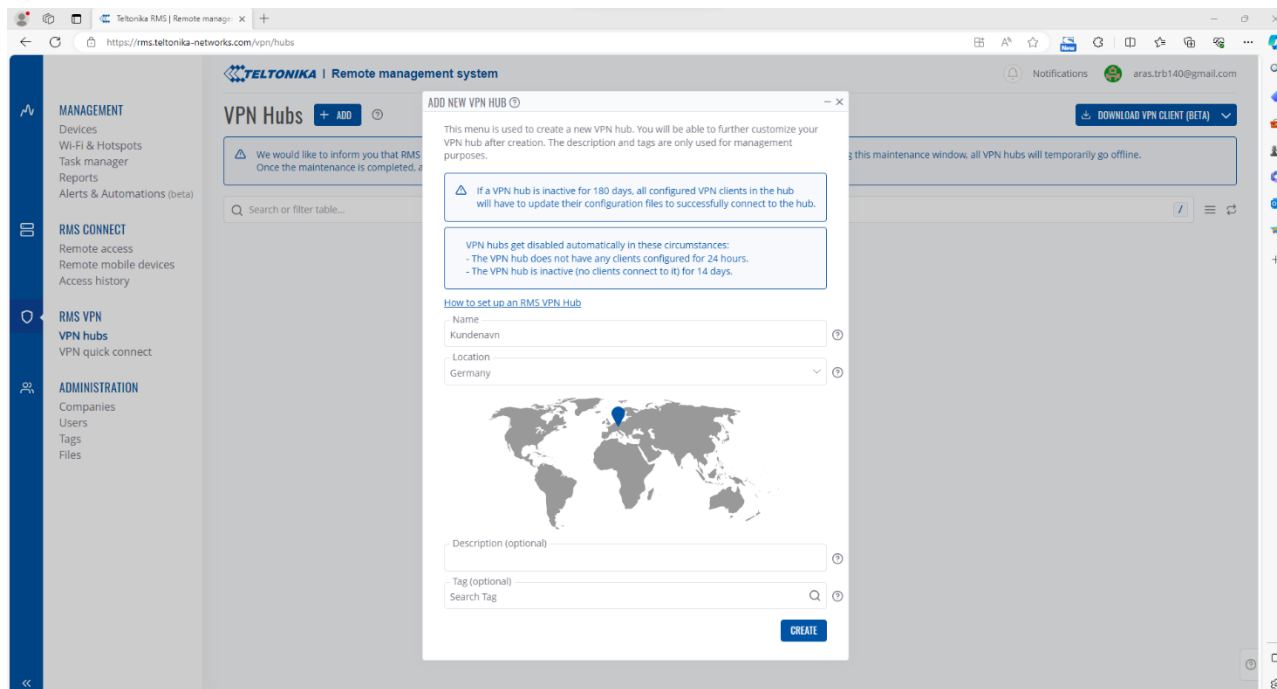 Teltonika RMS | Remote manage
https://rms.teltonika-networks.com/vpn/hubs
New
TELTONIKA | Remote management system
Notifications
aras.trb140@gmail.com
MANAGEMENT
Devices
Wi-Fi & Hotspots
Task manager
Reports
Alerts & Automations (beta)
RMS CONNECT
Remote access
Remote mobile devices
Access history
RMS VPN
VPN hubs
VPN quick connect
ADMINISTRATION
Companies
Users
Tags
Files
VPN Hubs
+ ADD
DOWNLOAD VPN CLIENT (BETA)
We would like to inform you that RMS
this maintenance window, all VPN hubs will temporarily go offline.
Once the maintenance is completed, a
Search or filter table...
/
ADD NEW VPN HUB
This menu is used to create a new VPN hub. You will be able to further customize your
VPN hub after creation. The description and tags are only used for management
purposes.
If a VPN hub is inactive for 180 days, all configured VPN clients in the hub
will have to update their configuration files to successfully connect to the hub.
VPN hubs get disabled automatically in these circumstances:
- The VPN hub does not have any clients configured for 24 hours.
- The VPN hub is inactive (no clients connect to it) for 14 days.
How to set up an RMS VPN Hub
Name
Kundenavn
Location
Germany
Description (optional)
Tag (optional)
Search Tag
CREATE